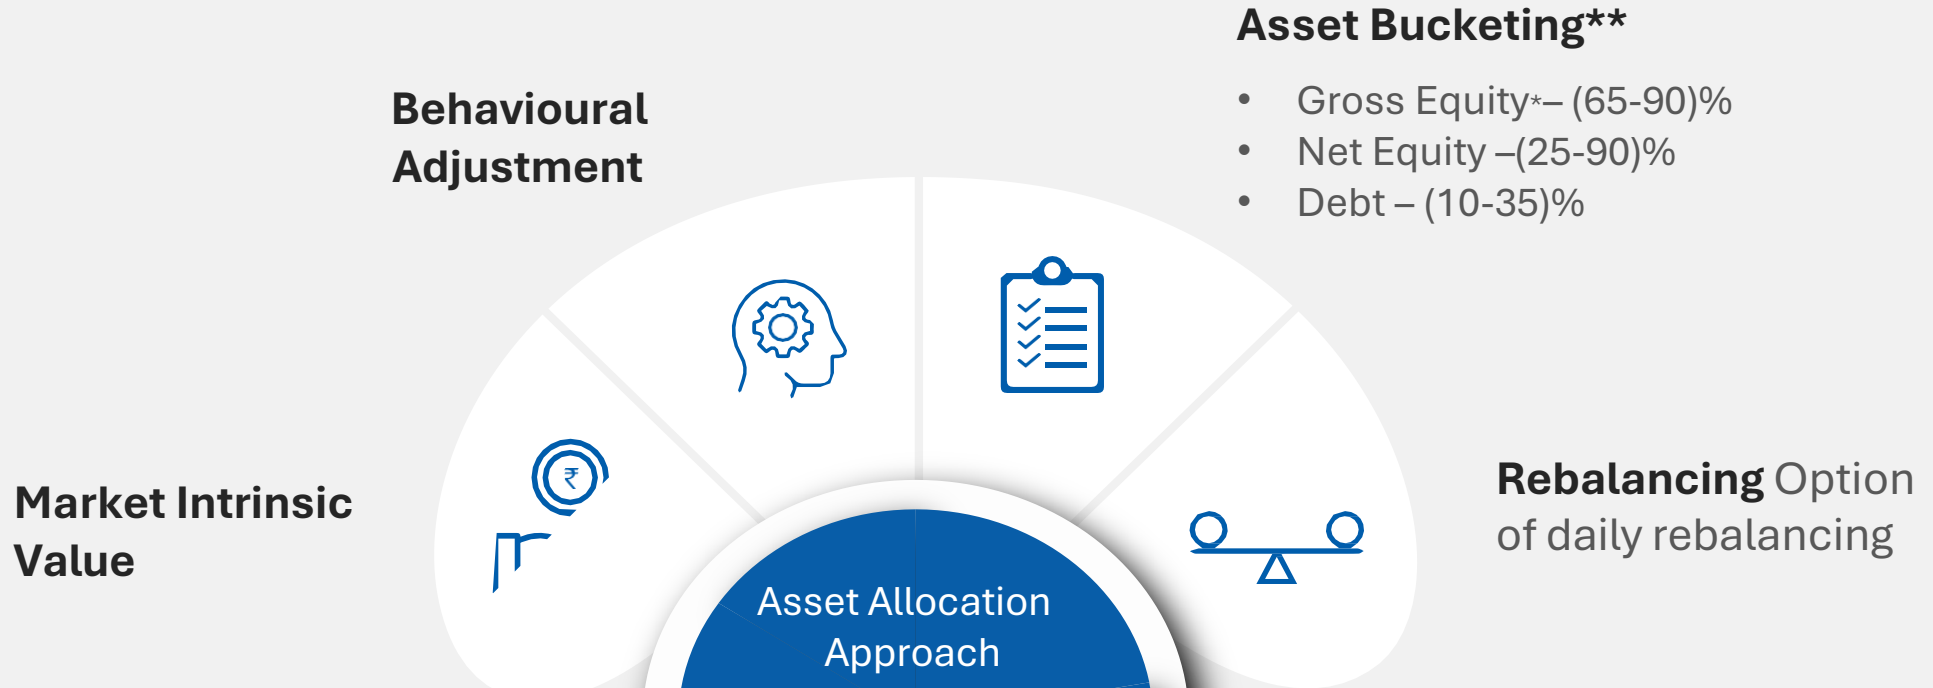 Asset Bucketing**
• Gross Equity*– (65-90)%
• Net Equity –(25-90)%
• Debt – (10-35)%
Behavioural
Adjustment
₹
Market Intrinsic
Value
Rebalancing Option
of daily rebalancing
Asset Allocation
Approach